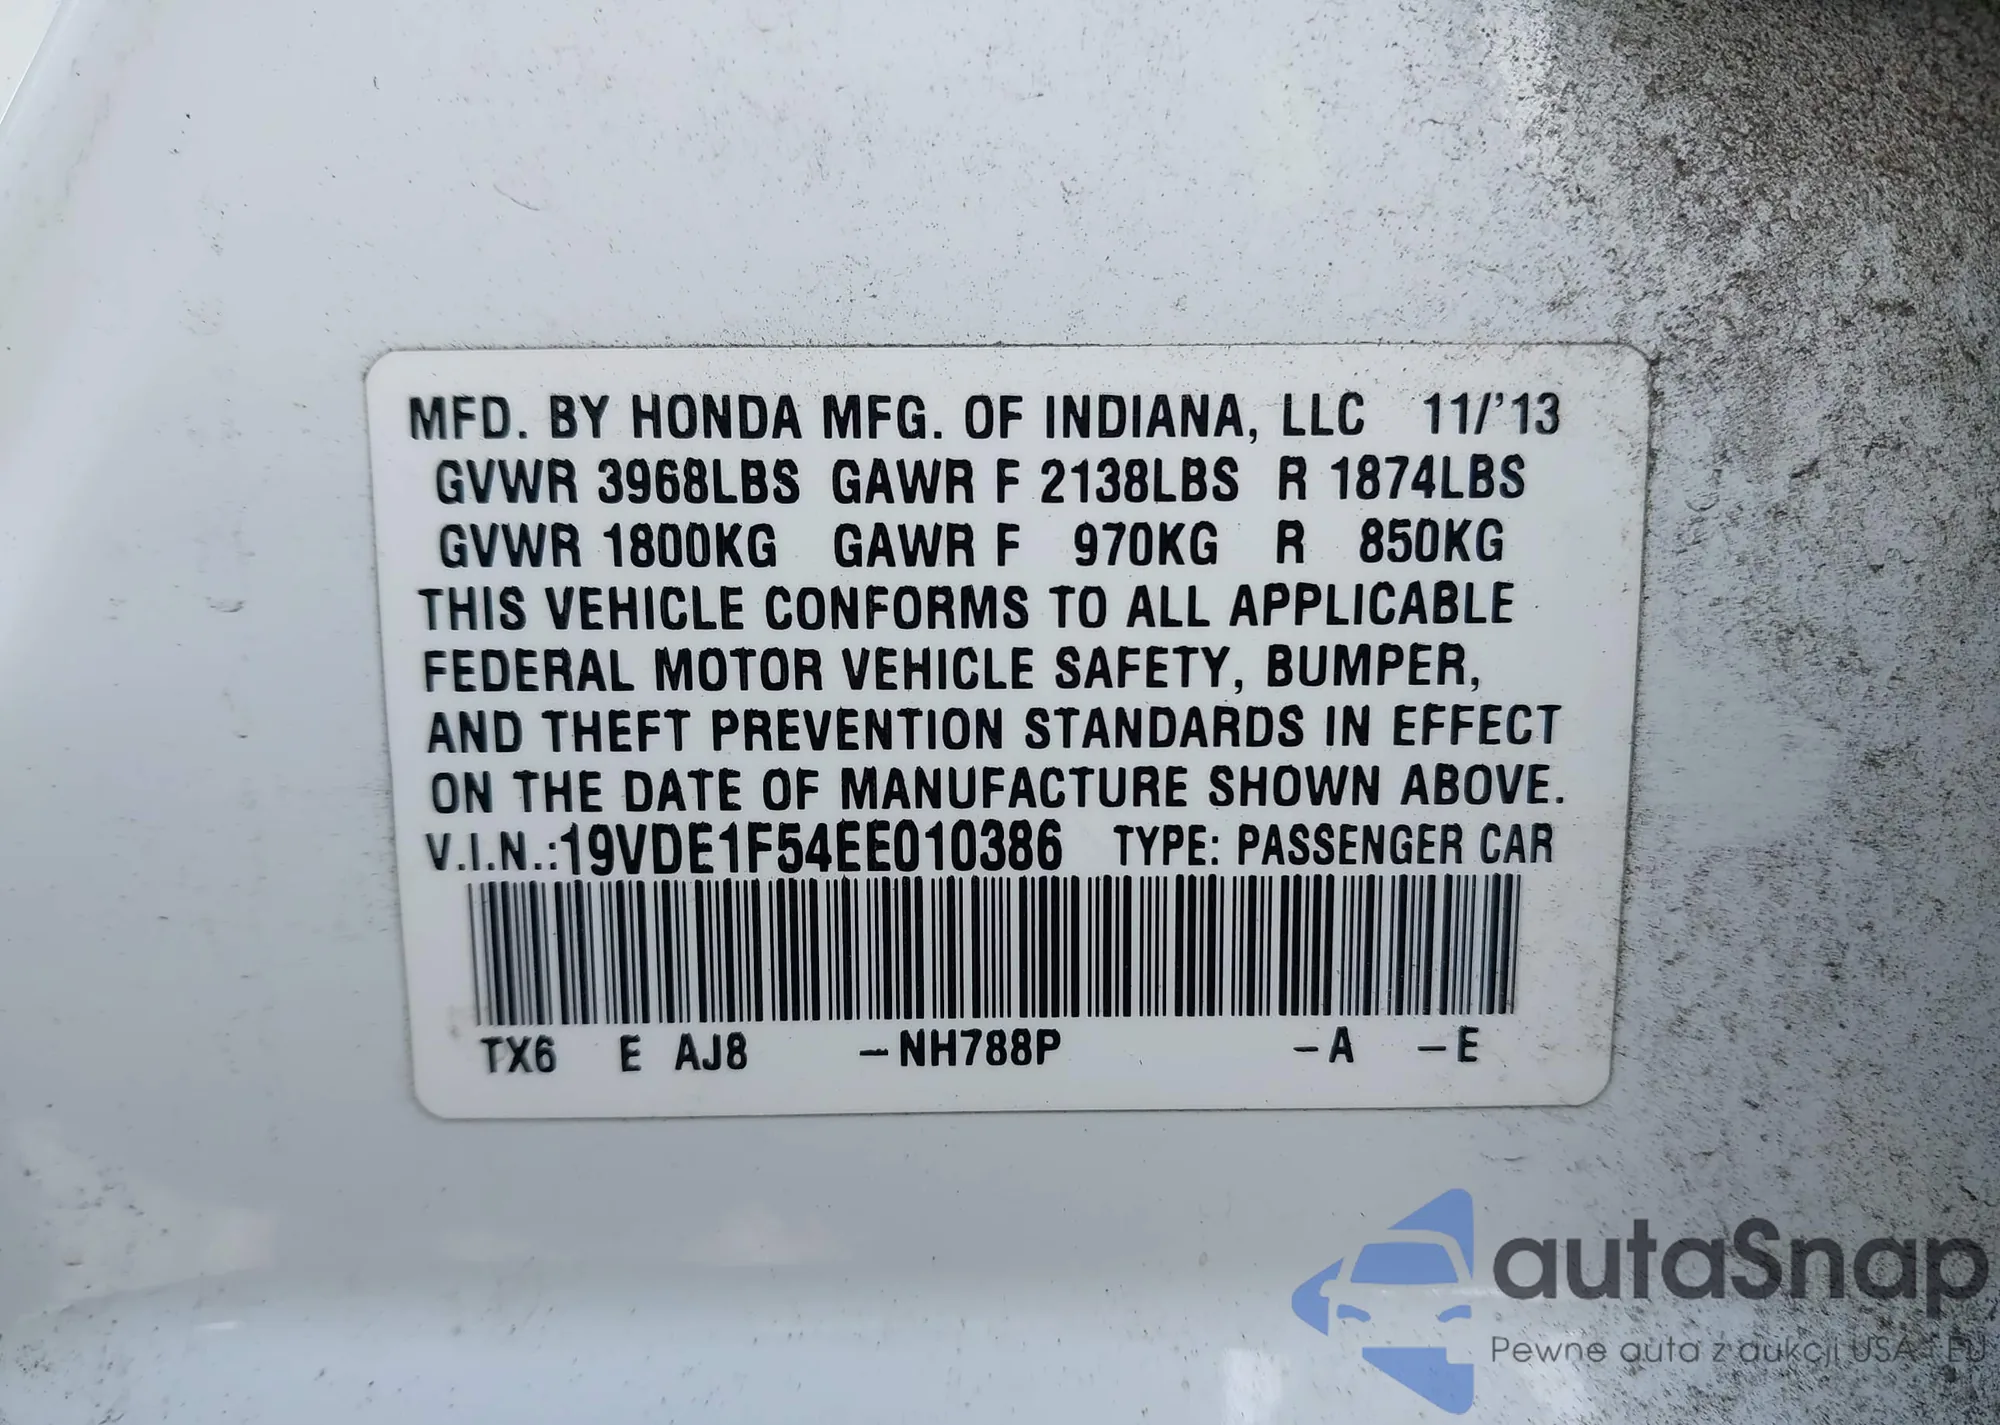 MFD. BY HONDA MFG. OF INDIANA, LLC 11/'13
GVWR 3968LBS GAWR F 2138LBS R 1874LBS
GVWR 1800KG GAWR F 970KG R 850KG
THIS VEHICLE CONFORMS TO ALL APPLICABLE
FEDERAL MOTOR VEHICLE SAFETY, BUMPER,
AND THEFT PREVENTION STANDARDS IN EFFECT
ON THE DATE OF MANUFACTURE SHOWN ABOVE.
V.I.N.:19VDE1F54EE010386 TYPE: PASSENGER CAR
TX6 E AJ8 –NH788P –A –E
autaSnap
Pewne auta z aukcji USA i EU